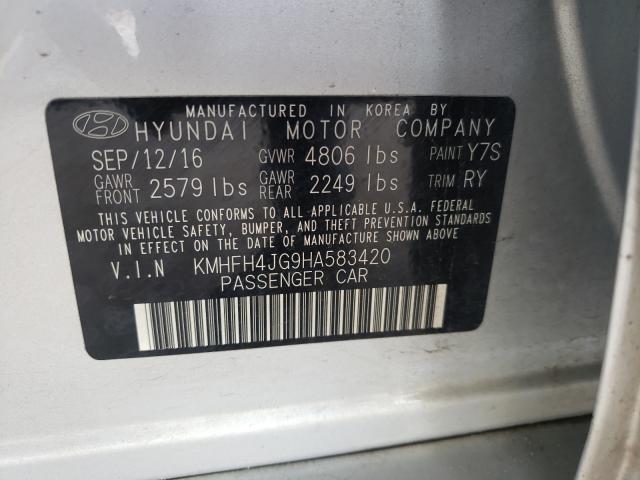 MANUFACTURED IN KOREA BY
HYUNDAI MOTOR COMPANY
SEP/12/16 GVWR 4806 lbs PAINT Y7S
GAWR FRONT 2579 lbs GAWR REAR 2249 lbs TRIM RY
THIS VEHICLE CONFORMS TO ALL APPLICABLE U.S.A. FEDERAL
MOTOR VEHICLE SAFETY, BUMPER, AND THEFT PREVENTION STANDARDS
IN EFFECT ON THE DATE OF MANUFACTURE SHOWN ABOVE.
V.I.N KMHFH4JG9HA583420
PASSENGER CAR